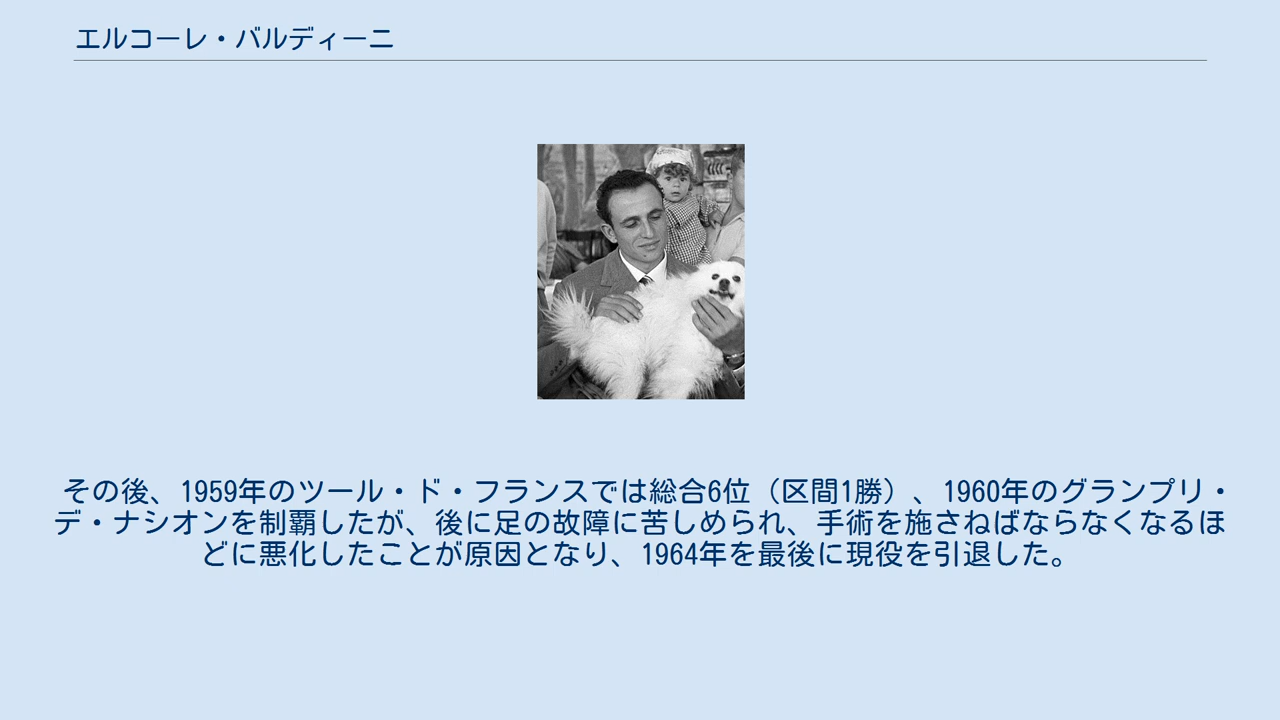 エルコーレ・バルディーニ
その後、1959年のツール・ド・フランスでは総合6位（区間1勝）、1960年のグランプリ・
デ・ナシオンを制覇したが、後に足の故障に苦しめられ、手術を施さねばならなくなるほ
どに悪化したことが原因となり、1964年を最後に現役を引退した。